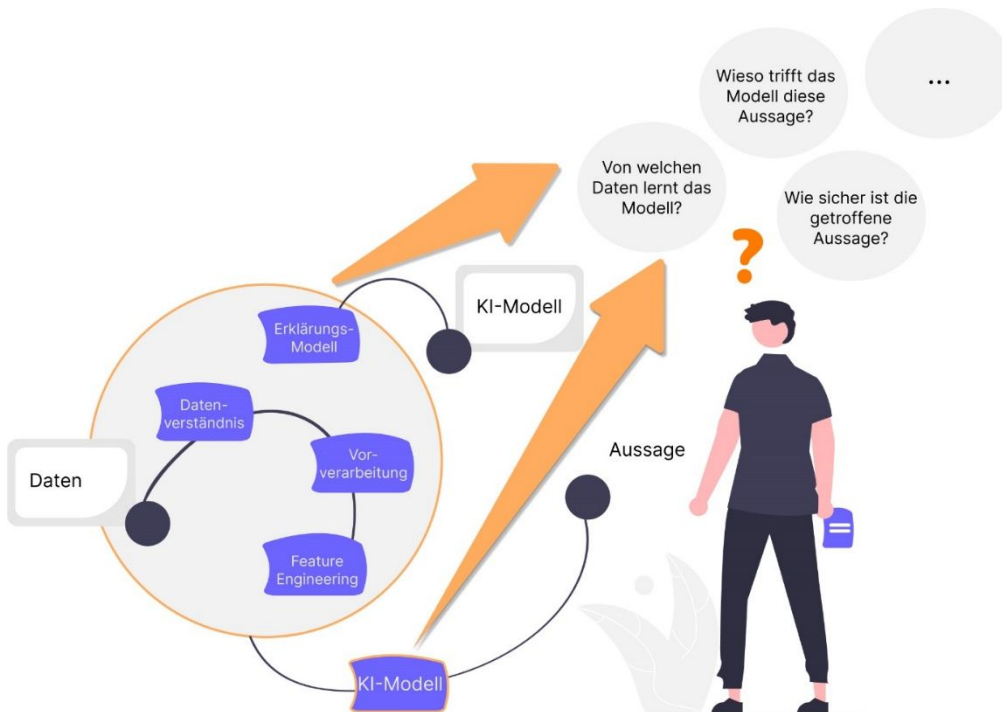 ...
Wieso trifft das
Modell diese
Aussage?
Von welchen
Daten lernt das
Modell?
Wie sicher ist die
getroffene
Aussage?
?
KI-Modell
Erklärungs-
Modell
Daten-
verständnis
Vor-
verarbeitung
Aussage
Daten
Feature
Engineering
KI-Modell